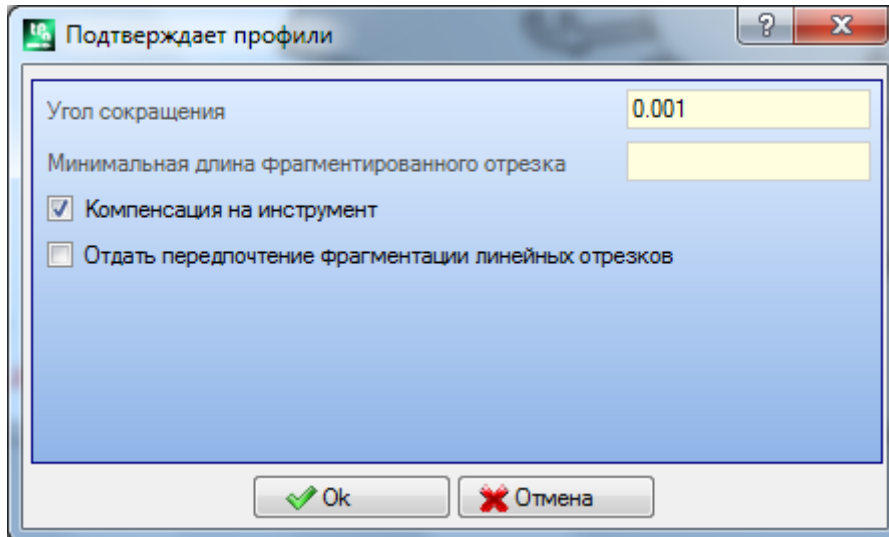 Подтверждает профили
Угол сокращения 0.001
Минимальная длина фрагментированного отрезка
Компенсация на инструмент
Отдать передпочтение фрагментации линейных отрезков
Ok Отмена